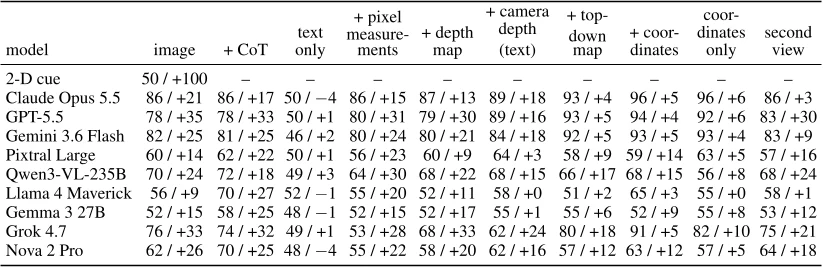 model image + CoT text only + pixel measure-ments + depth map + camera depth (text) + top-down map + coor-dinates coor-dinates only second view
2-D cue 50 / +100 – – – – – – – – –
Claude Opus 5.5 86 / +21 86 / +17 50 / −4 86 / +15 87 / +13 89 / +18 93 / +4 96 / +5 96 / +6 86 / +3
GPT-5.5 78 / +35 78 / +33 50 / +1 80 / +31 79 / +30 89 / +16 93 / +5 94 / +4 92 / +6 83 / +30
Gemini 3.6 Flash 82 / +25 81 / +25 46 / +2 80 / +24 80 / +21 84 / +18 92 / +5 93 / +5 93 / +4 83 / +9
Pixtral Large 60 / +14 62 / +22 50 / +1 56 / +23 60 / +9 64 / +3 58 / +9 59 / +14 63 / +5 57 / +16
Qwen3-VL-235B 70 / +24 72 / +18 49 / +3 64 / +30 68 / +22 68 / +15 66 / +17 68 / +15 56 / +8 68 / +24
Llama 4 Maverick 56 / +9 70 / +27 52 / −1 55 / +20 52 / +11 58 / +0 51 / +2 65 / +3 55 / +0 58 / +1
Gemma 3 27B 52 / +15 58 / +25 48 / −1 52 / +15 52 / +17 55 / +1 55 / +6 52 / +9 55 / +8 53 / +12
Grok 4.7 76 / +33 74 / +32 49 / +1 53 / +28 68 / +33 62 / +24 80 / +18 91 / +5 82 / +10 75 / +21
Nova 2 Pro 62 / +26 70 / +25 48 / −4 55 / +22 58 / +20 62 / +16 57 / +12 63 / +12 57 / +5 64 / +18